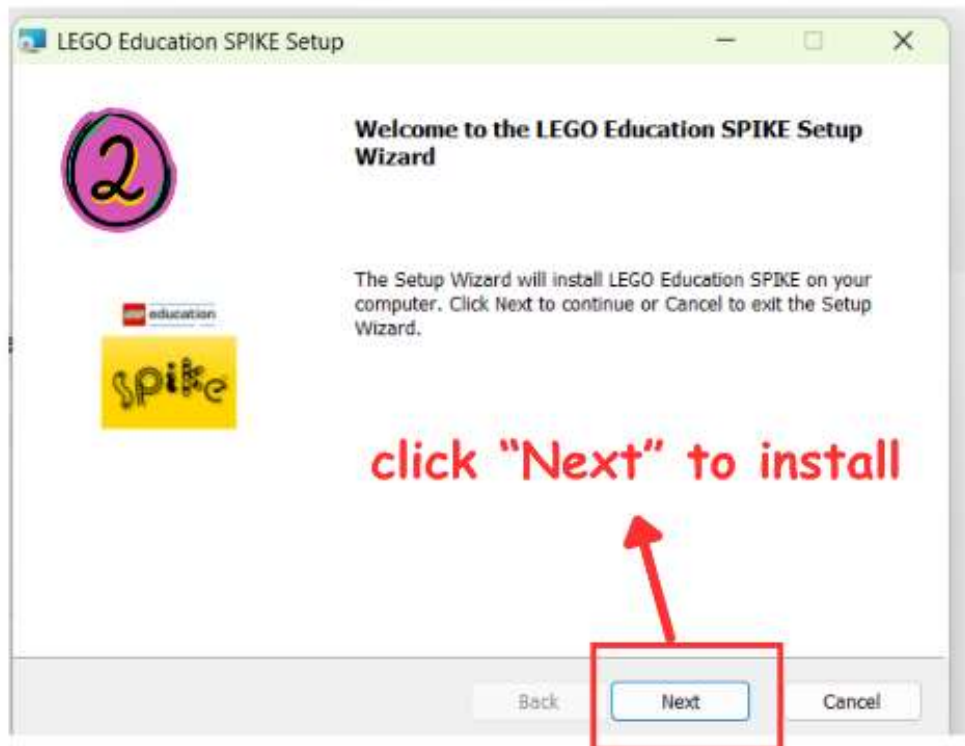 LEGO Education SPIKE Setup
2
Welcome to the LEGO Education SPIKE Setup
Wizard
The Setup Wizard will install LEGO Education SPIKE on your
computer. Click Next to continue or Cancel to exit the Setup
Wizard.
education
spike
click “Next” to install
Back
Next
Cancel